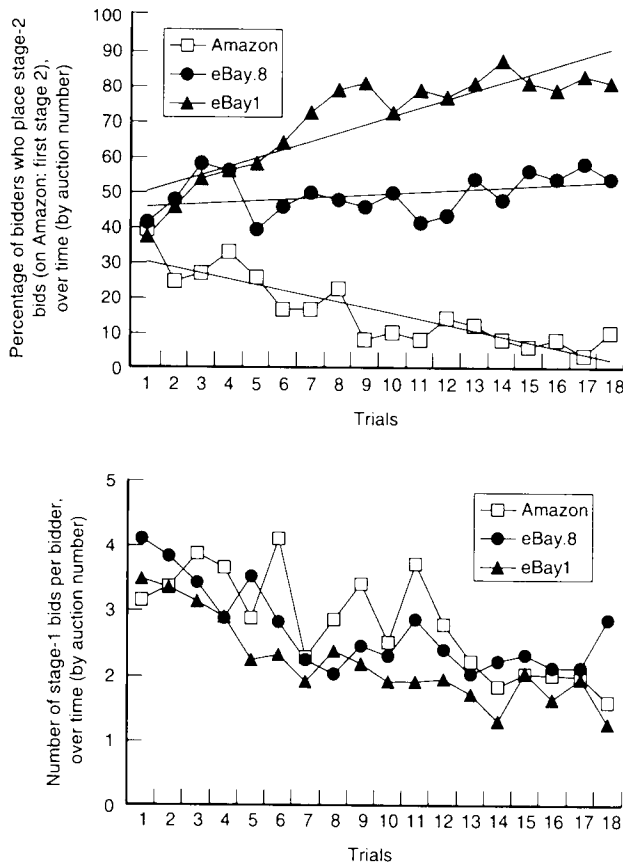 Percentage of bidders who place stage-2
bids (on Amazon: first stage 2),
over time (by auction number)
100
90
80
70
60
50
40
30
20
10
0
Amazon
eBay.8
eBay1
1 2 3 4 5 6 7 8 9 10 11 12 13 14 15 16 17 18
Trials
Number of stage-1 bids per bidder,
over time (by auction number)
5
4
3
2
1
0
Amazon
eBay.8
eBay1
1 2 3 4 5 6 7 8 9 10 11 12 13 14 15 16 17 18
Trials